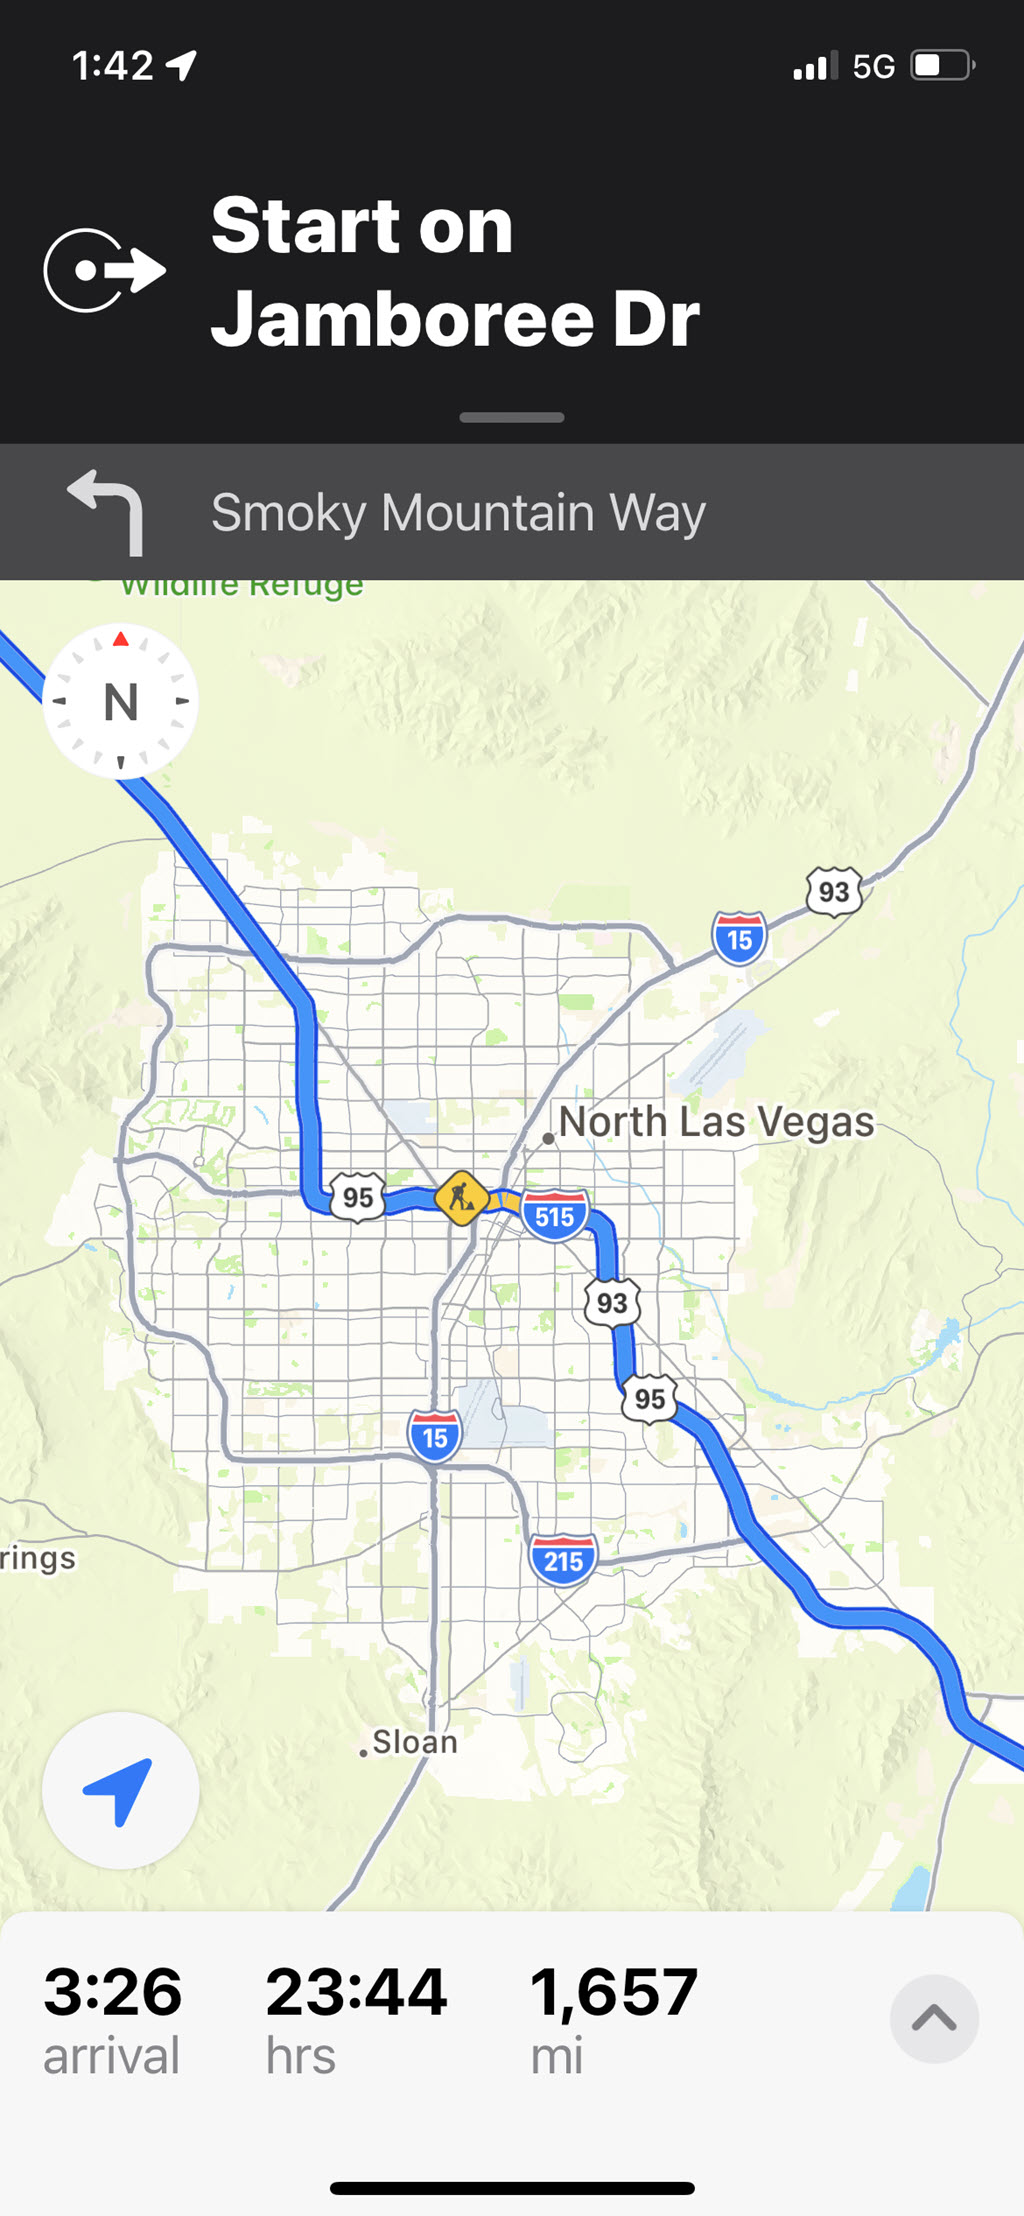 1:42
5G
Start on
Jamboree Dr
Smoky Mountain Way
Wildlife Refuge
N
93
15
North Las Vegas
95
515
93
95
15
215
rings
Sloan
3:26
23:44
1,657
arrival
hrs
mi